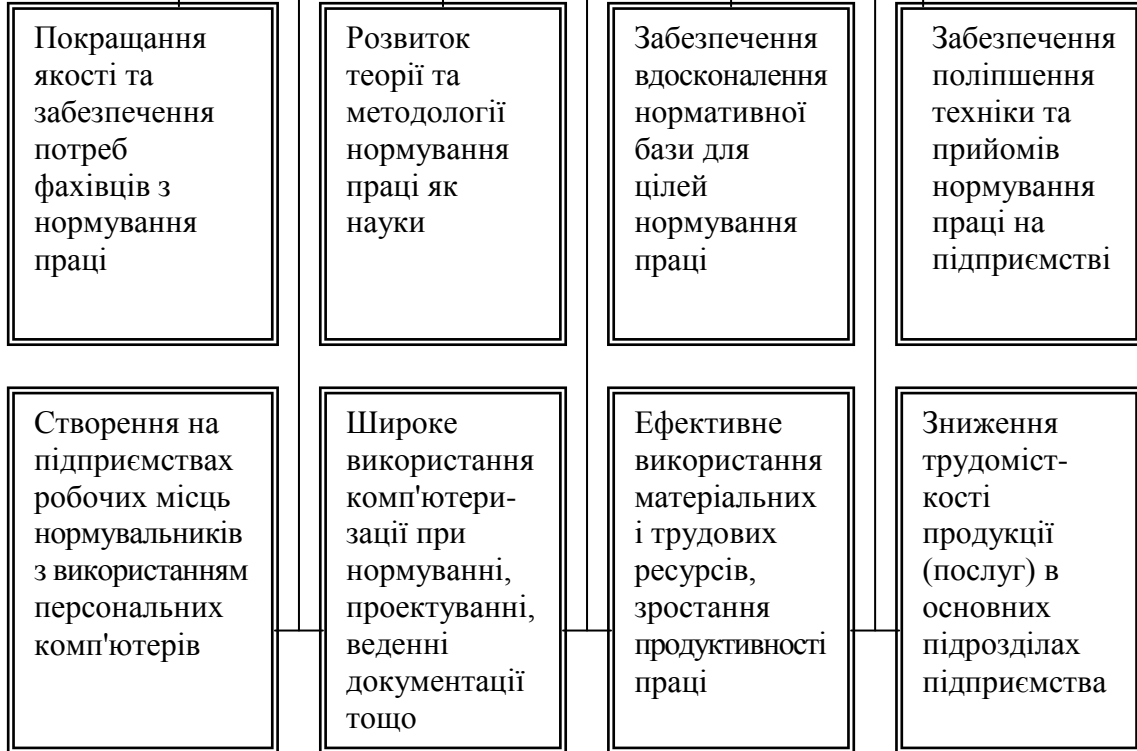 Покращання
якості та
забезпечення
потреб
фахівців з
нормування
праці
Розвиток
теорії та
методології
нормування
праці як
науки
Забезпечення
вдосконалення
нормативної
бази для
цілей
нормування
праці
Забезпечення
поліпшення
техніки та
прийомів
нормування
праці на
підприємстві
Створення на
підприємствах
робочих місць
нормувальників
з використанням
персональних
комп'ютерів
Широке
використання
комп'ютери-
зації при
нормуванні,
проектуванні,
веденні
документації
тощо
Ефективне
використання
матеріальних
і трудових
ресурсів,
зростання
продуктивності
праці
Зниження
трудоміст-
кості
продукції
(послуг) в
основних
підрозділах
підприємства